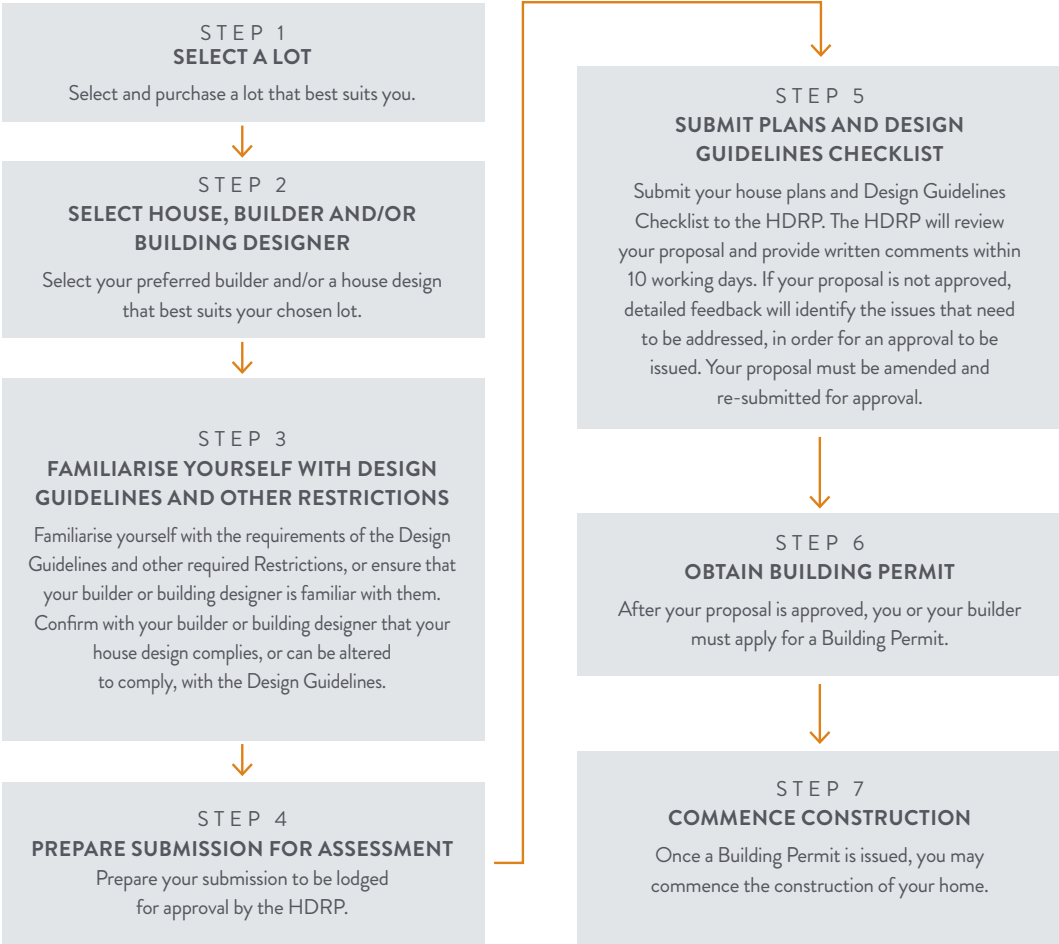 STEP 1
SELECT A LOT
Select and purchase a lot that best suits you.
STEP 2
SELECT HOUSE, BUILDER AND/OR
BUILDING DESIGNER
Select your preferred builder and/or a house design
that best suits your chosen lot.
STEP 3
FAMILIARISE YOURSELF WITH DESIGN
GUIDELINES AND OTHER RESTRICTIONS
Familiarise yourself with the requirements of the Design
Guidelines and other required Restrictions, or ensure that
your builder or building designer is familiar with them.
Confirm with your builder or building designer that your
house design complies, or can be altered
to comply, with the Design Guidelines.
STEP 4
PREPARE SUBMISSION FOR ASSESSMENT
Prepare your submission to be lodged
for approval by the HDRP.
STEP 5
SUBMIT PLANS AND DESIGN
GUIDELINES CHECKLIST
Submit your house plans and Design Guidelines
Checklist to the HDRP. The HDRP will review
your proposal and provide written comments within
10 working days. If your proposal is not approved,
detailed feedback will identify the issues that need
to be addressed, in order for an approval to be
issued. Your proposal must be amended and
re-submitted for approval.
STEP 6
OBTAIN BUILDING PERMIT
After your proposal is approved, you or your builder
must apply for a Building Permit.
STEP 7
COMMENCE CONSTRUCTION
Once a Building Permit is issued, you may
commence the construction of your home.